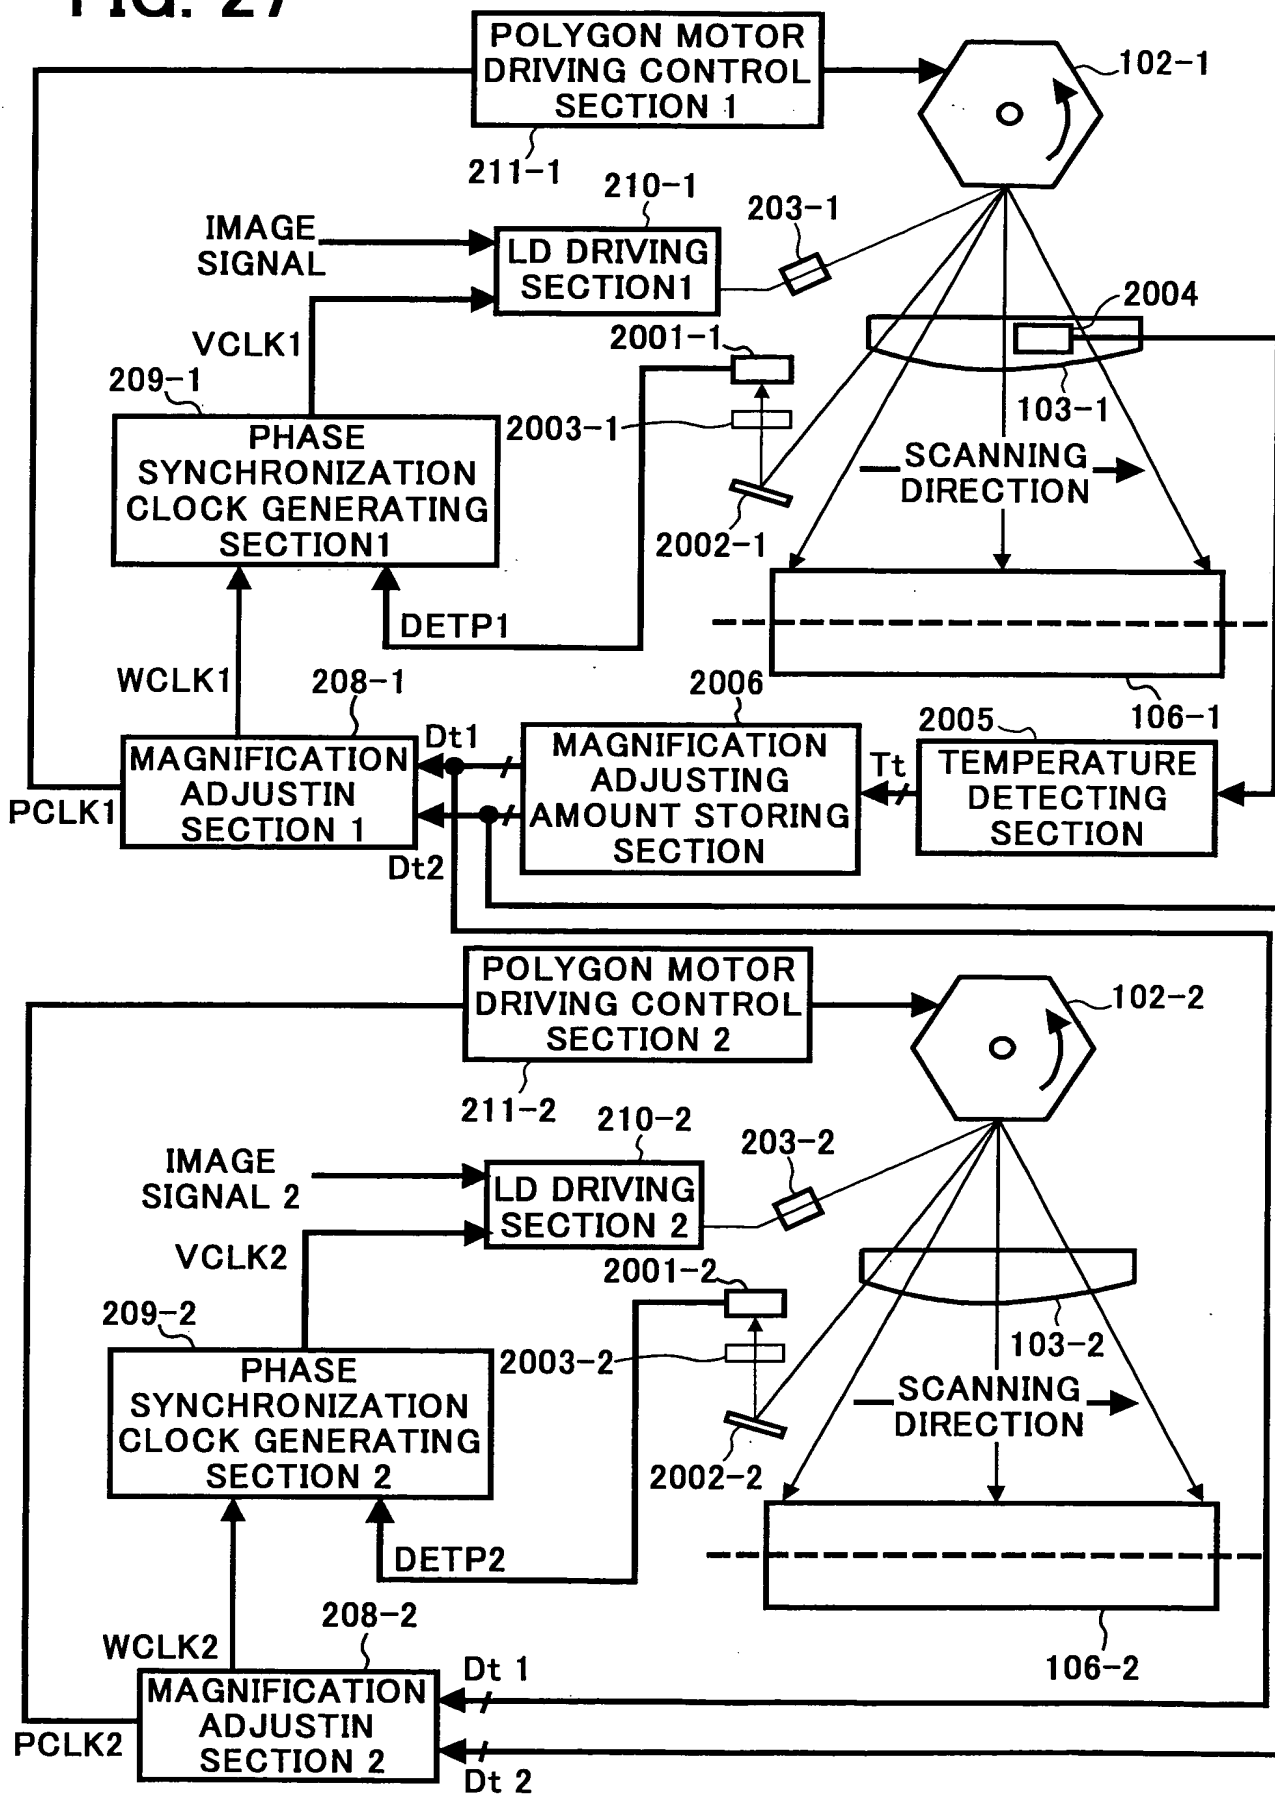 FIG. 27
POLYGON MOTOR
DRIVING CONTROL
SECTION 1
102-1
211-1
210-1
203-1
IMAGE
SIGNAL
LD DRIVING
SECTION1
2004
VCLK1
2001-1
209-1
103-1
2003-1
PHASE
SYNCHRONIZATION
CLOCK GENERATING
SECTION1
SCANNING
DIRECTION
2002-1
DETP1
WCLK1
208-1
2006
106-1
2005
Dt1
MAGNIFICATION
ADJUSTIN
SECTION 1
MAGNIFICATION
ADJUSTING
AMOUNT STORING
SECTION
Tt
TEMPERATURE
DETECTING
SECTION
PCLK1
Dt2
POLYGON MOTOR
DRIVING CONTROL
SECTION 2
102-2
211-2
210-2
203-2
IMAGE
SIGNAL 2
LD DRIVING
SECTION 2
VCLK2
2001-2
209-2
103-2
2003-2
PHASE
SYNCHRONIZATION
CLOCK GENERATING
SECTION 2
SCANNING
DIRECTION
2002-2
DETP2
208-2
WCLK2
106-2
Dt 1
MAGNIFICATION
ADJUSTIN
SECTION 2
PCLK2
Dt 2